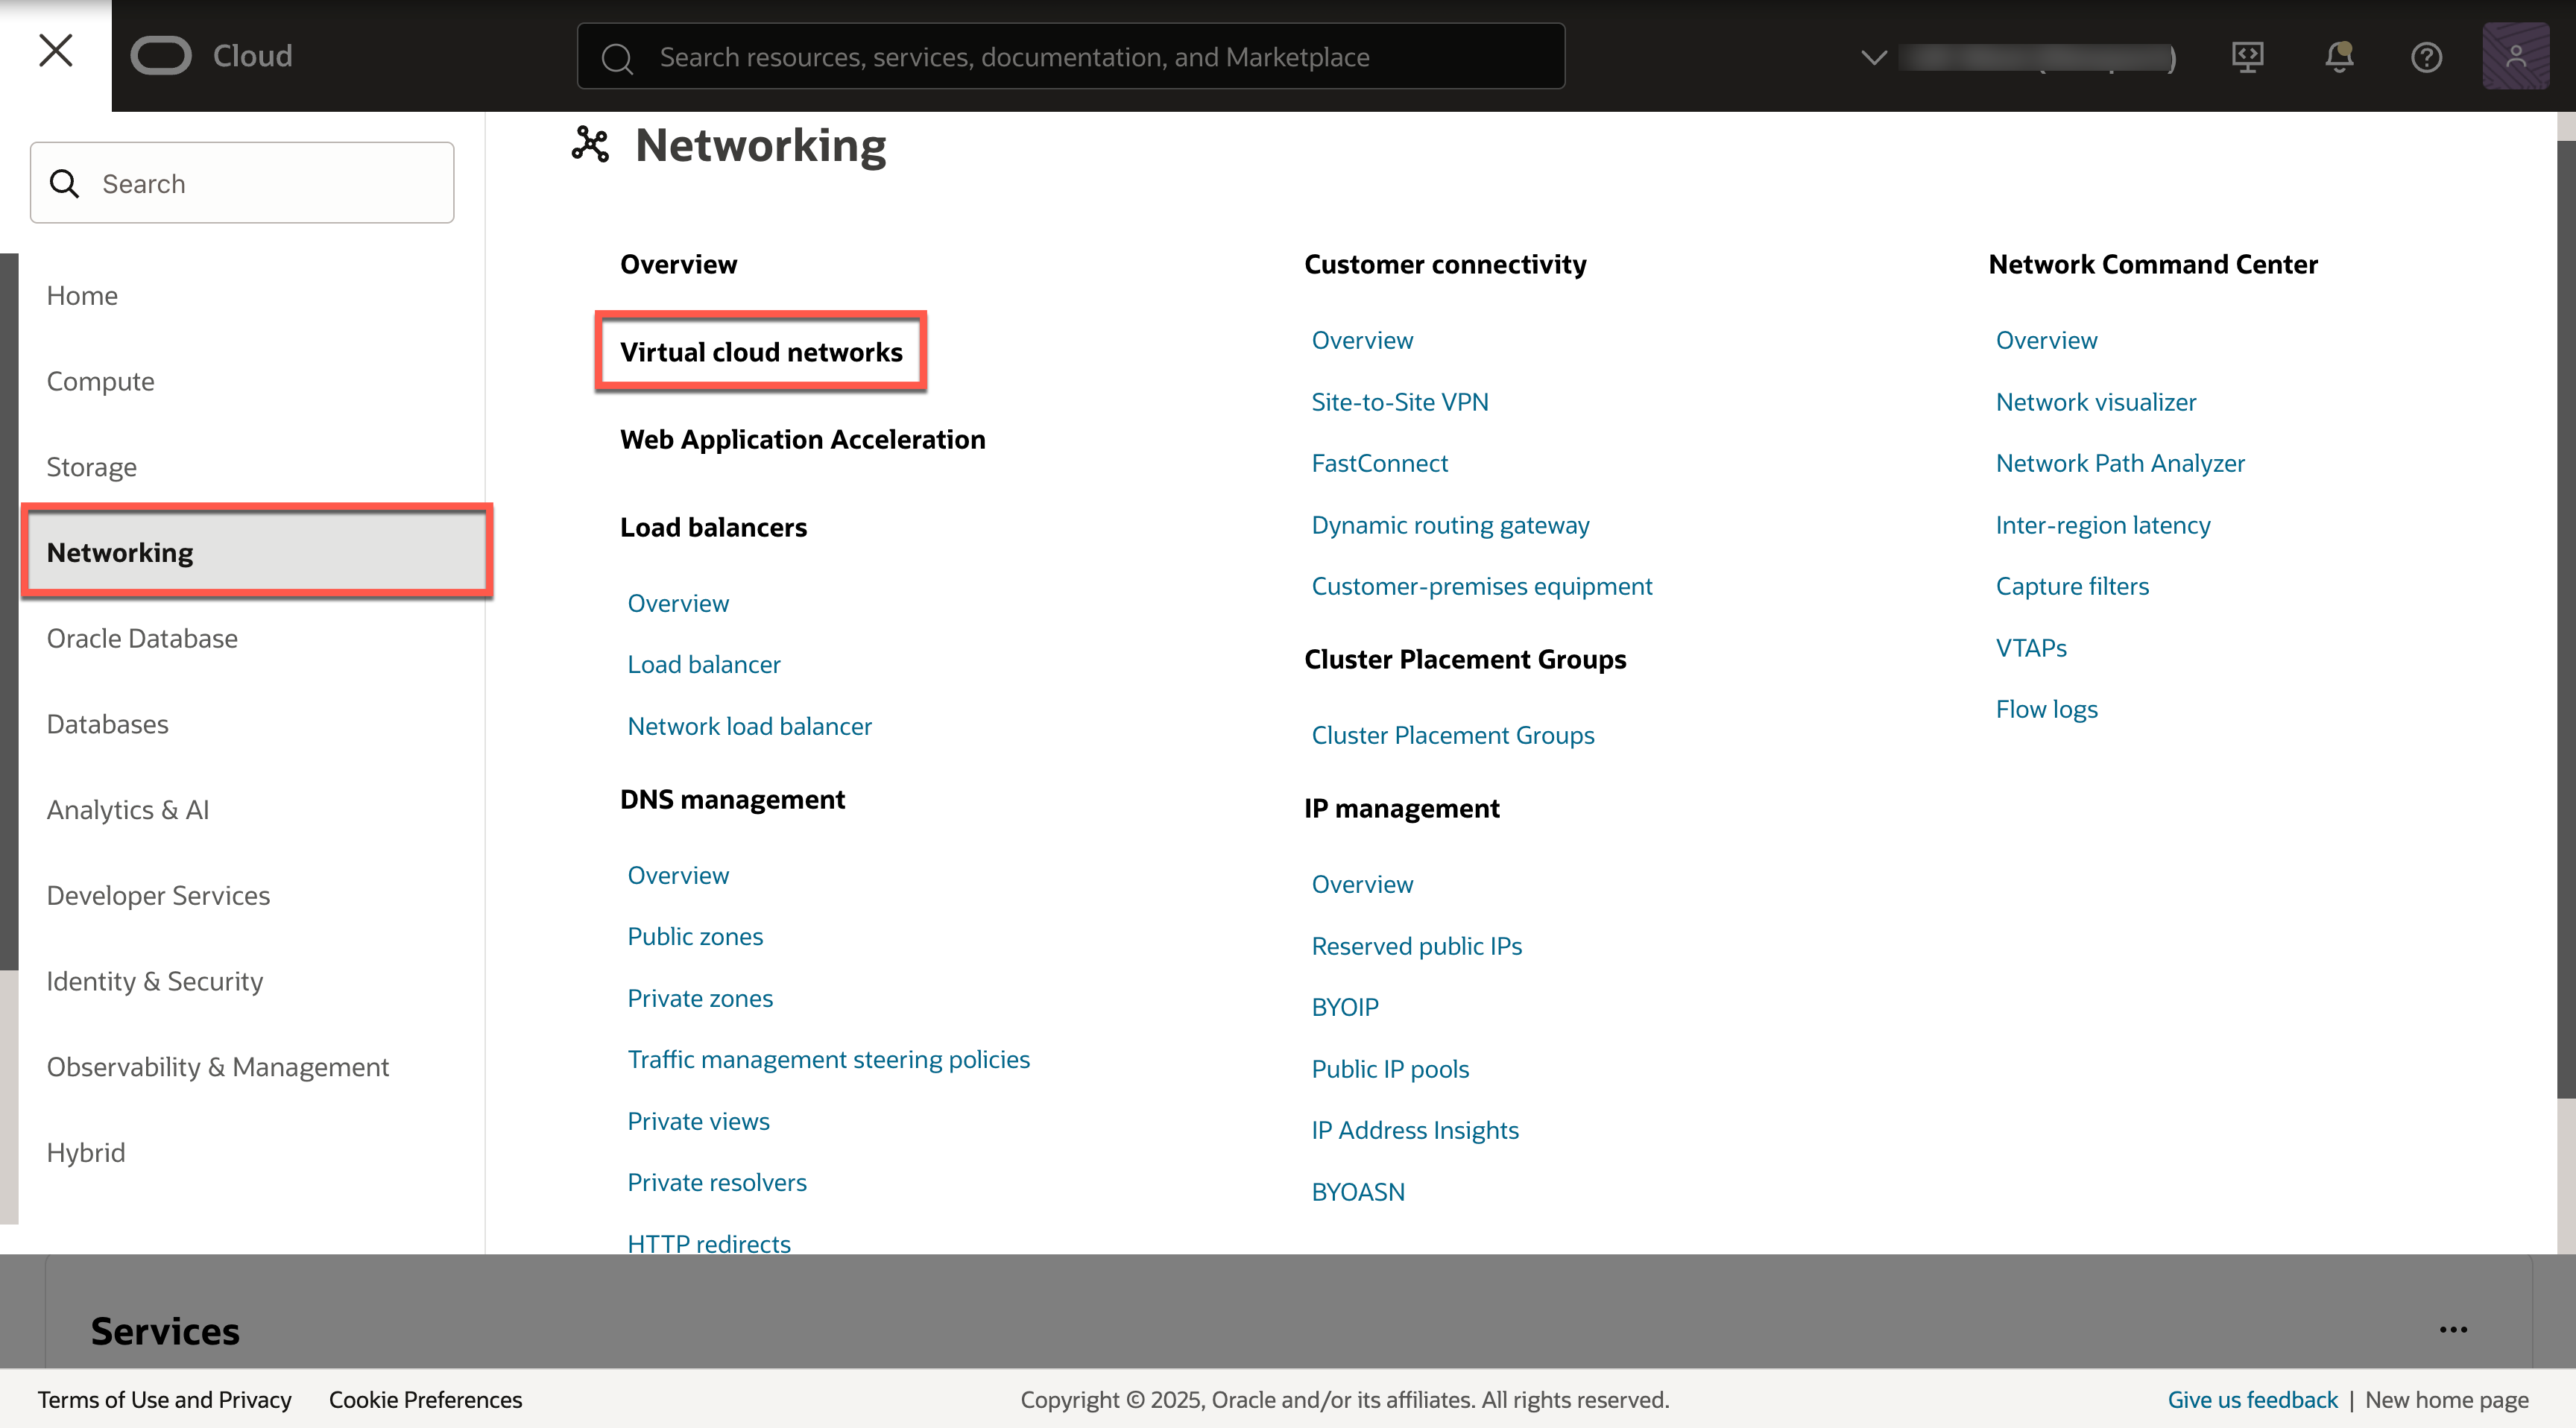 Cloud
Search resources, services, documentation, and Marketplace
Search
Home
Compute
Storage
Networking
Oracle Database
Databases
Analytics & AI
Developer Services
Identity & Security
Observability & Management
Hybrid
Networking
Overview
Virtual cloud networks
Web Application Acceleration
Load balancers
Overview
Load balancer
Network load balancer
DNS management
Overview
Public zones
Private zones
Traffic management steering policies
Private views
Private resolvers
HTTP redirects
Customer connectivity
Overview
Site-to-Site VPN
FastConnect
Dynamic routing gateway
Customer-premises equipment
Cluster Placement Groups
Cluster Placement Groups
IP management
Overview
Reserved public IPs
BYOIP
Public IP pools
IP Address Insights
BYOASN
Network Command Center
Overview
Network visualizer
Network Path Analyzer
Inter-region latency
Capture filters
VTAPs
Flow logs
Services
Terms of Use and Privacy
Cookie Preferences
Copyright © 2025, Oracle and/or its affiliates. All rights reserved.
Give us feedback | New home page